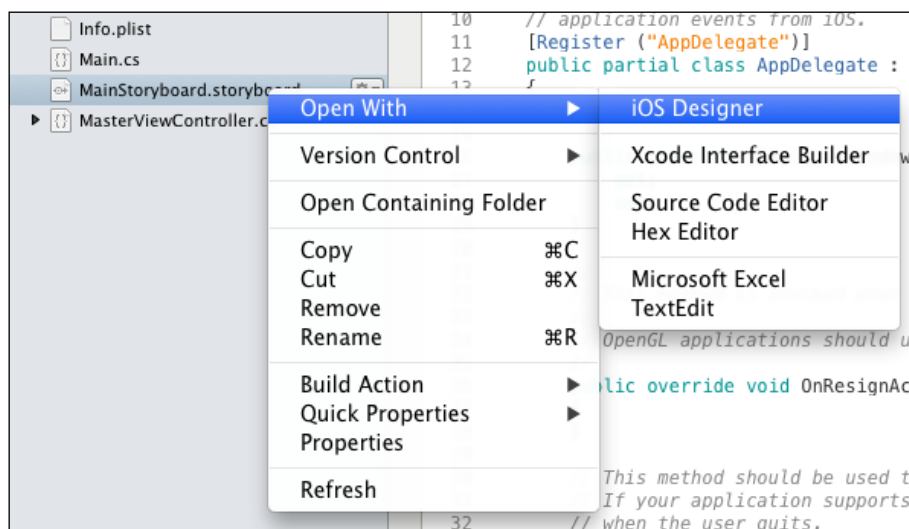 Info.plist
Main.cs
MainStoryboard.storyboard
MasterViewController.c
10 // application events from iOS.
11 [Register ("AppDelegate")]
12 public partial class AppDelegate :
13 {
Open With
Version Control
Open Containing Folder
Copy ⌘C
Cut ⌘X
Remove
Rename ⌘R
Build Action
Quick Properties
Properties
Refresh
iOS Designer
Xcode Interface Builder
Source Code Editor
Hex Editor
Microsoft Excel
TextEdit
OpenGL applications should u
lic override void OnResignAc
This method should be used t
If your application supports
32 // when the user quits.